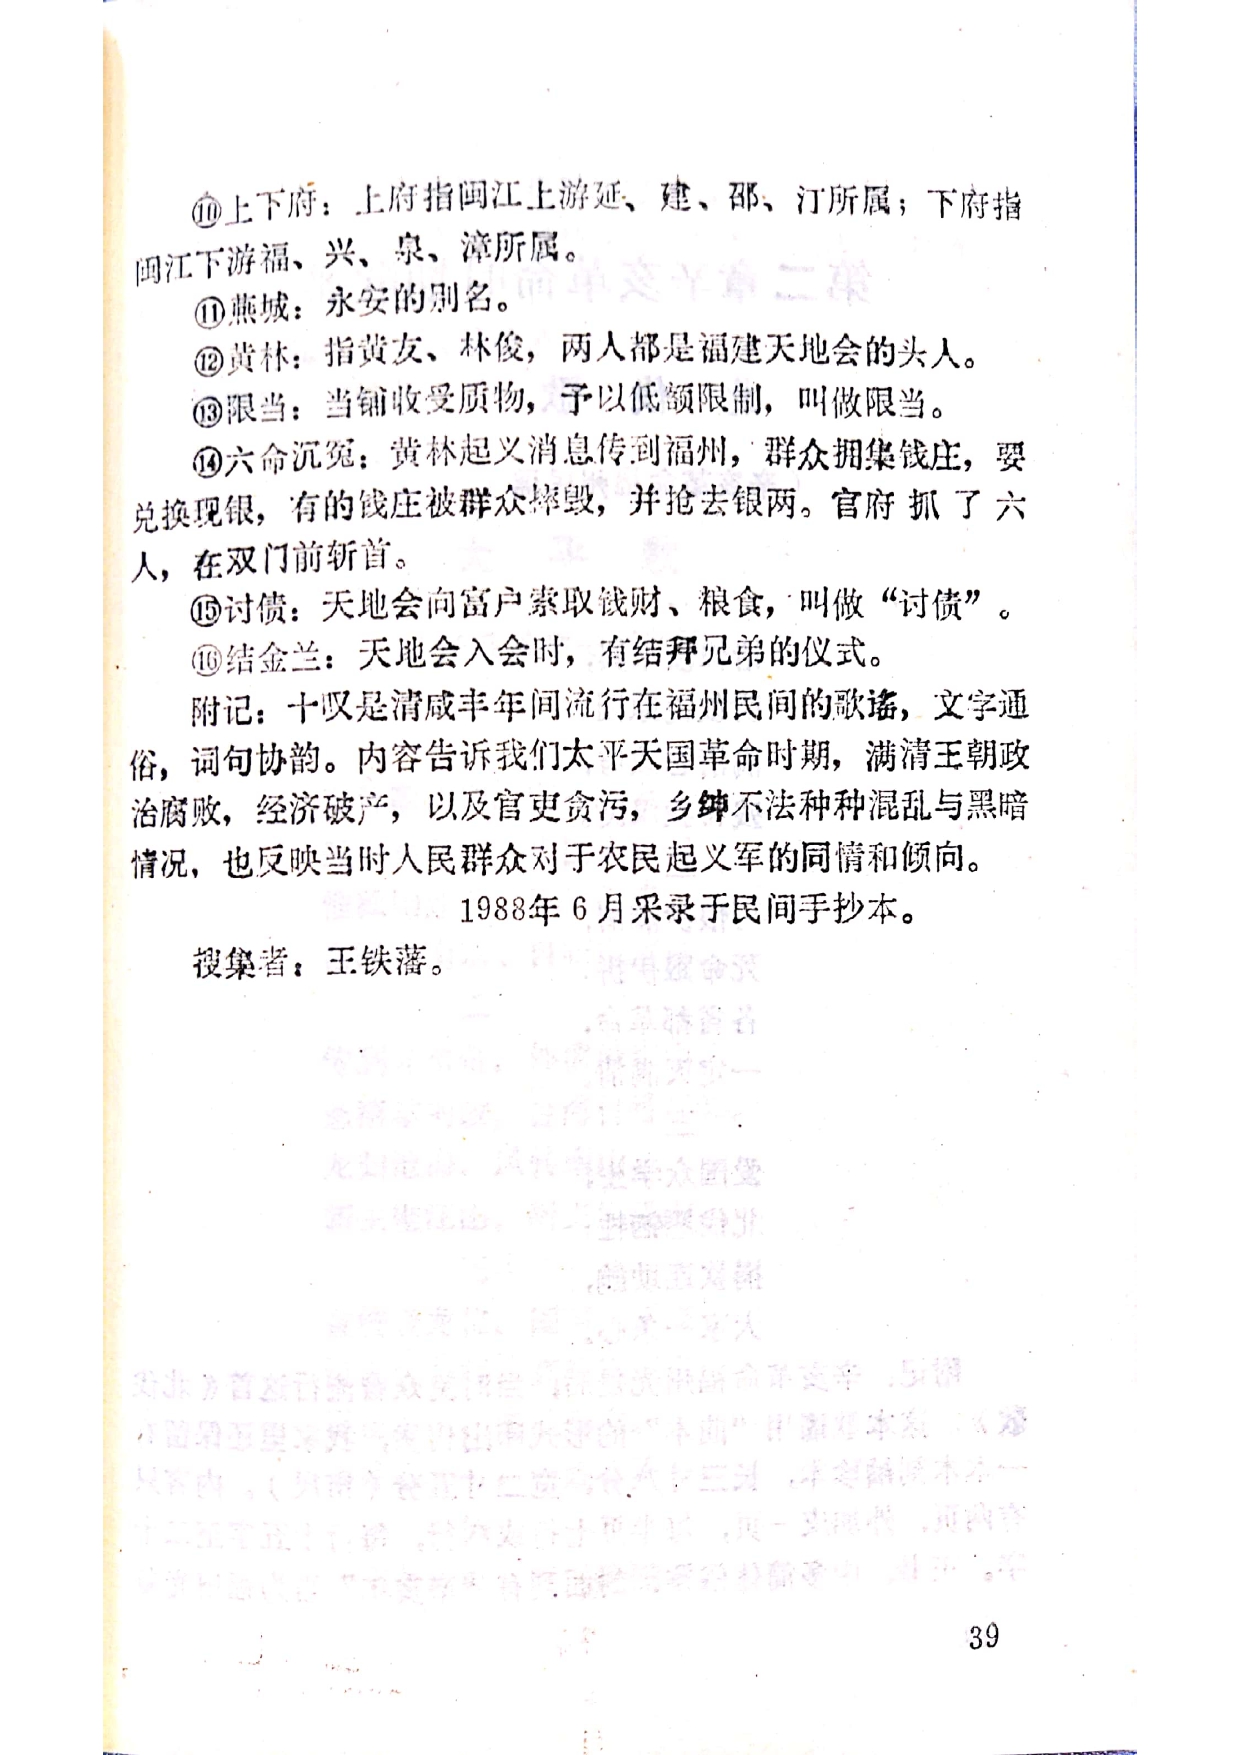 ⑩上下府：上府指闽江上游延、建、邵、汀所属；下府指
闽江下游福、兴、泉、漳所属。
⑪燕城：永安的别名。
⑫黄林：指黄友、林俊，两人都是福建天地会的头人。
⑬限当：当铺收受质物，予以低额限制，叫做限当。
⑭六命沉冤：黄林起义消息传到福州，群众拥集钱庄，要
兑换现银，有的钱庄被群众摔毁，并抢去银两。官府抓了六
人，在双门前斩首。
⑮讨债：天地会向富户索取钱财、粮食，叫做“讨债”。
⑯结金兰：天地会入会时，有结拜兄弟的仪式。
附记：十叹是清咸丰年间流行在福州民间的歌谣，文字通
俗，词句协韵。内容告诉我们太平天国革命时期，满清王朝政
治腐败，经济破产，以及官吏贪污，乡绅不法种种混乱与黑暗
情况，也反映当时人民群众对于农民起义军的同情和倾向。
1988年6月采录于民间手抄本。
搜集者：王铁藩。
39